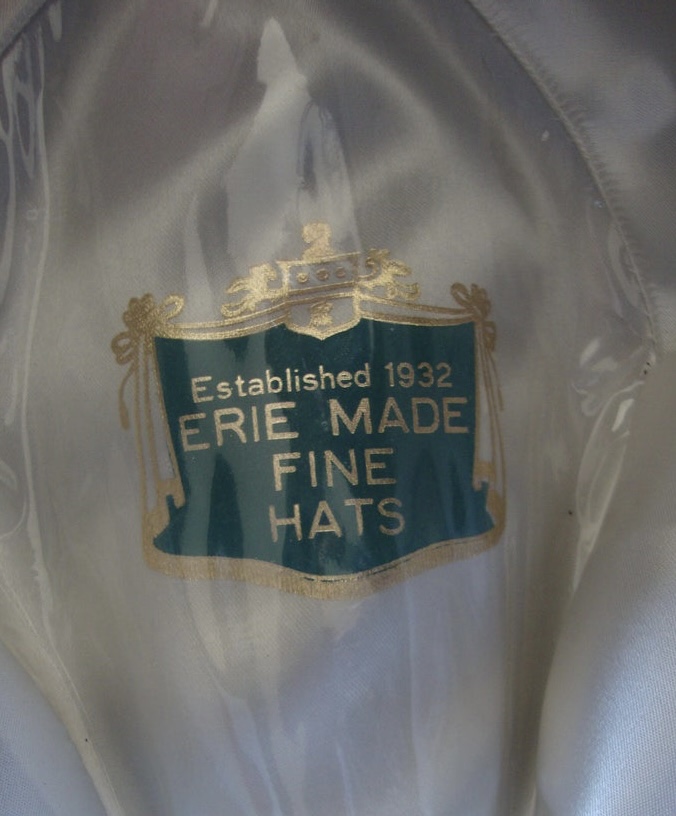 Established 1932
ERIE MADE
FINE
HATS